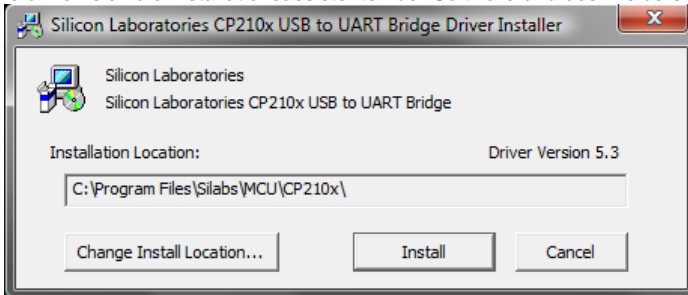 Silicon Laboratories CP210x USB to UART Bridge Driver Installer
Silicon Laboratories
Silicon Laboratories CP210x USB to UART Bridge
Installation Location: Driver Version 5.3
C:\Program Files\Silabs\MCU\CP210x\
Change Install Location... Install Cancel